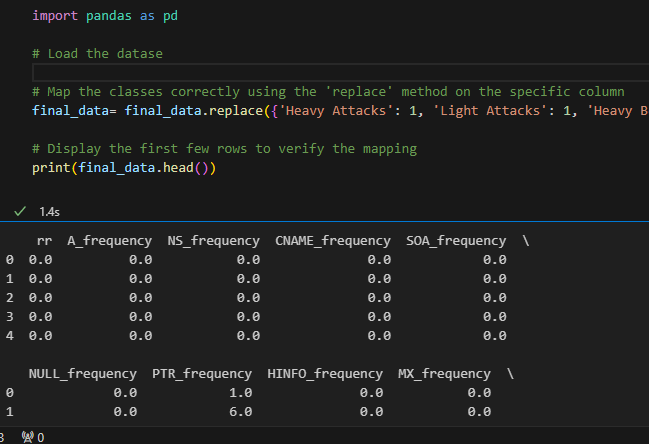 import pandas as pd
# Load the datase
# Map the classes correctly using the 'replace' method on the specific column
final_data= final_data.replace({'Heavy Attacks': 1, 'Light Attacks': 1, 'Heavy B
# Display the first few rows to verify the mapping
print(final_data.head())
✓ 1.4s
rr A_frequency NS_frequency CNAME_frequency SOA_frequency \
0 0.0 0.0 0.0 0.0 0.0
1 0.0 0.0 0.0 0.0 0.0
2 0.0 0.0 0.0 0.0 0.0
3 0.0 0.0 0.0 0.0 0.0
4 0.0 0.0 0.0 0.0 0.0
NULL_frequency PTR_frequency HINFO_frequency MX_frequency \
0 0.0 1.0 0.0 0.0
1 0.0 6.0 0.0 0.0
0